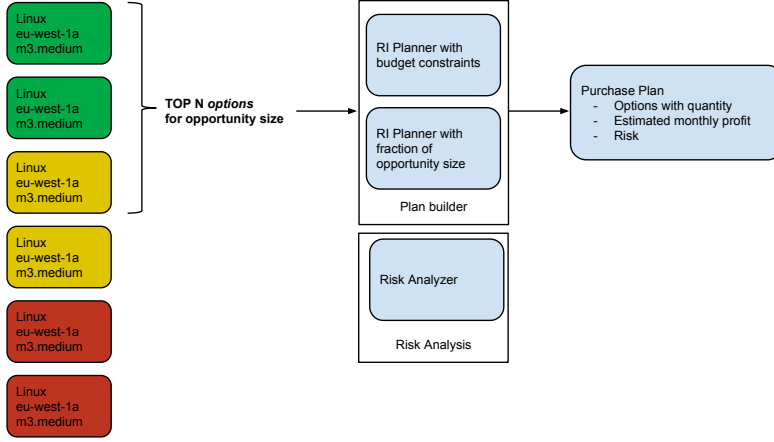 Linux
eu-west-1a
m3.medium
Linux
eu-west-1a
m3.medium
Linux
eu-west-1a
m3.medium
Linux
eu-west-1a
m3.medium
Linux
eu-west-1a
m3.medium
Linux
eu-west-1a
m3.medium
TOP N options
for opportunity size
RI Planner with
budget constraints
RI Planner with
fraction of
opportunity size
Plan builder
Risk Analyzer
Risk Analysis
Purchase Plan
- Options with quantity
- Estimated monthly profit
- Risk